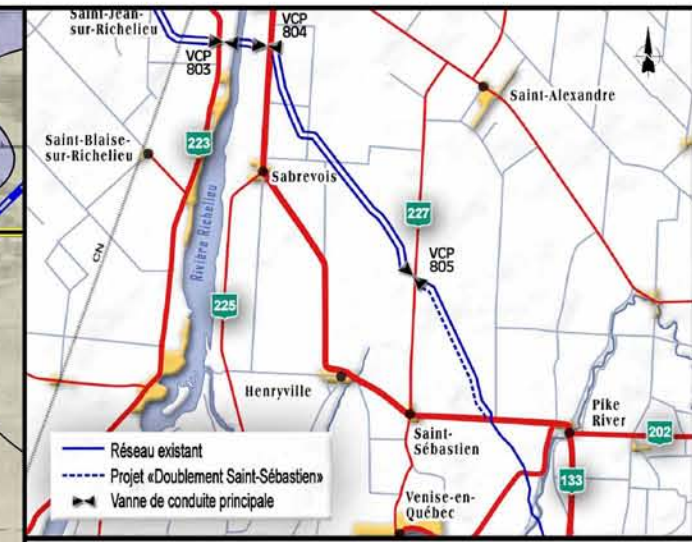 Saint-Jean-
sur-Richelieu
VCP
803
VCP
804
Saint-Alexandre
Saint-Blaise-
sur-Richelieu
223
Sabrevois
Rivière Richelieu
227
VCP
805
CN
225
Henryville
Saint-
Sébastien
Pike
River
202
133
Venise-en-
Québec
Réseau existant
Projet «Doublement Saint-Sébastien»
Vanne de conduite principale